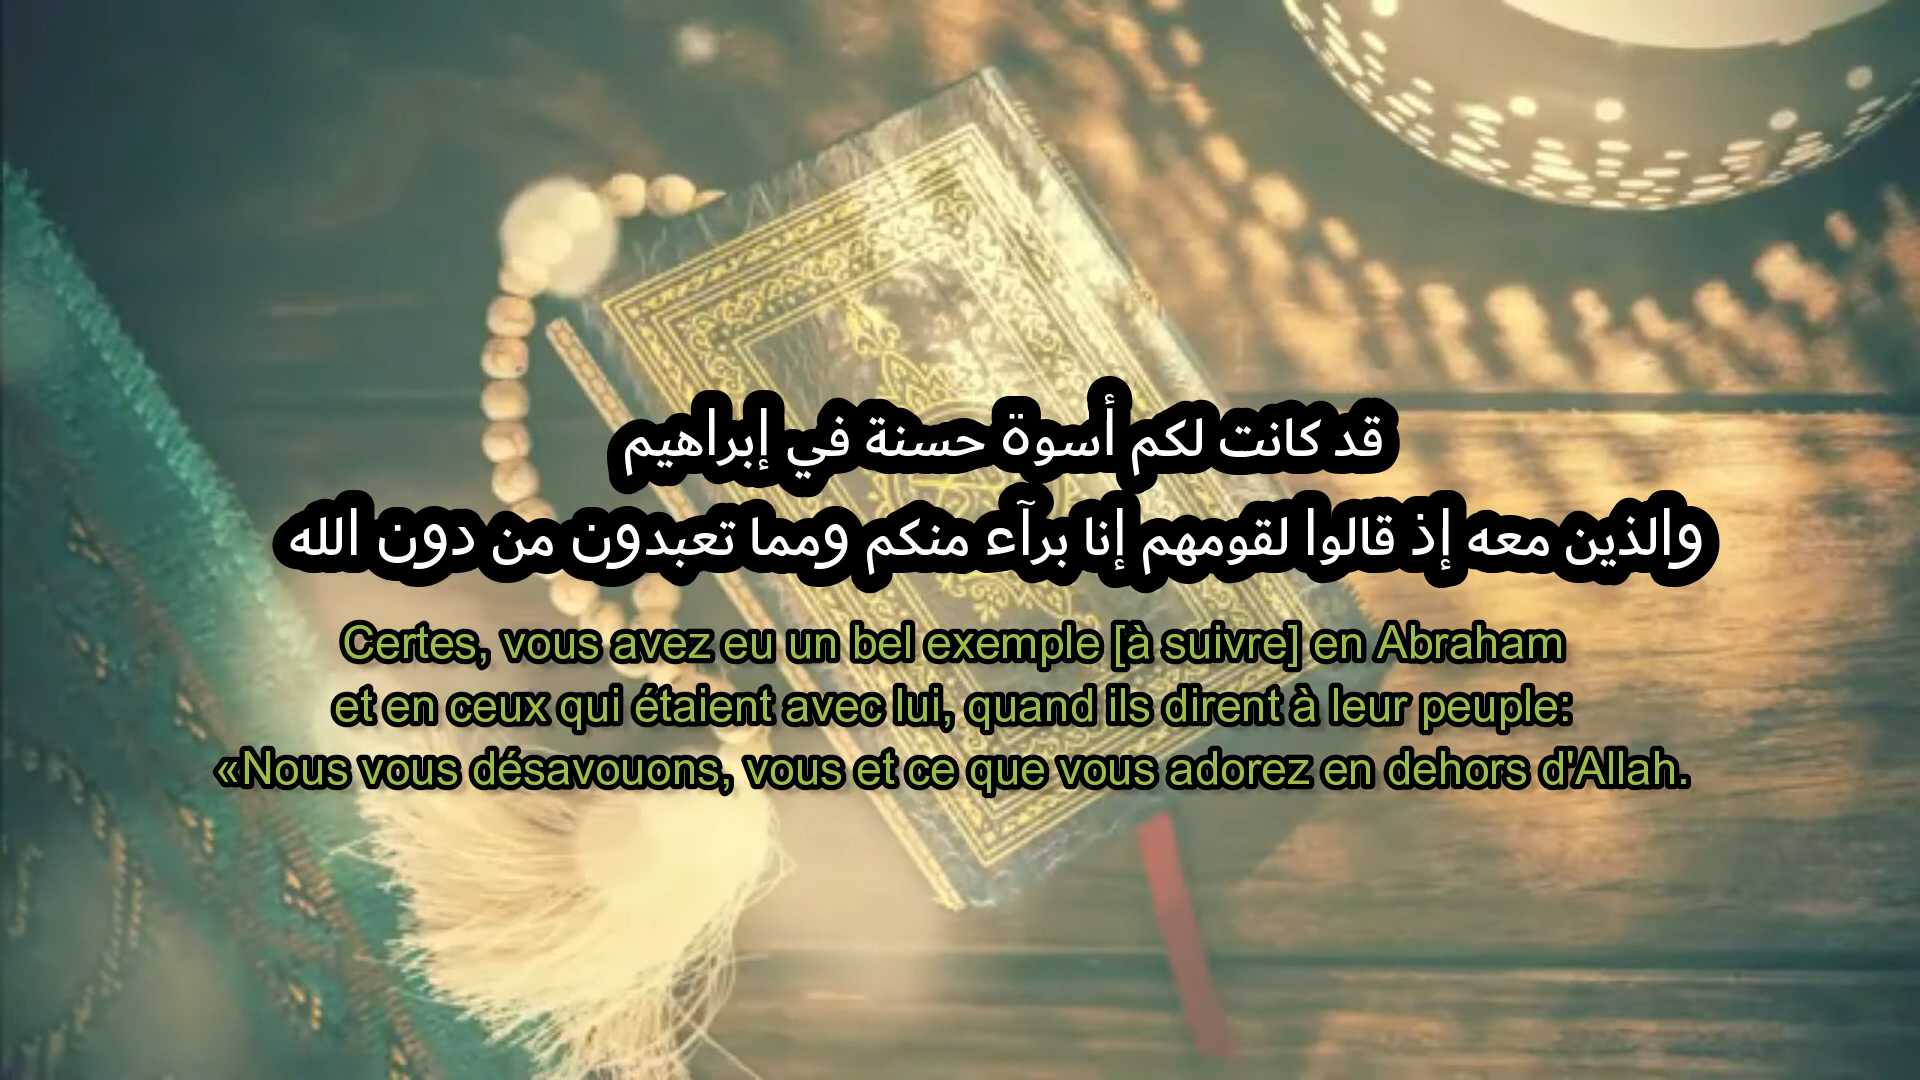 قد كانت لكم أسوة حسنة في إبراهيم
والذين معه إذ قالوا لقومهم إنا برآء منكم ومما تعبدون من دون الله
Certes, vous avez eu un bel exemple [à suivre] en Abraham
et en ceux qui étaient avec lui, quand ils dirent à leur peuple:
«Nous vous désavouons, vous et ce que vous adorez en dehors d'Allah.